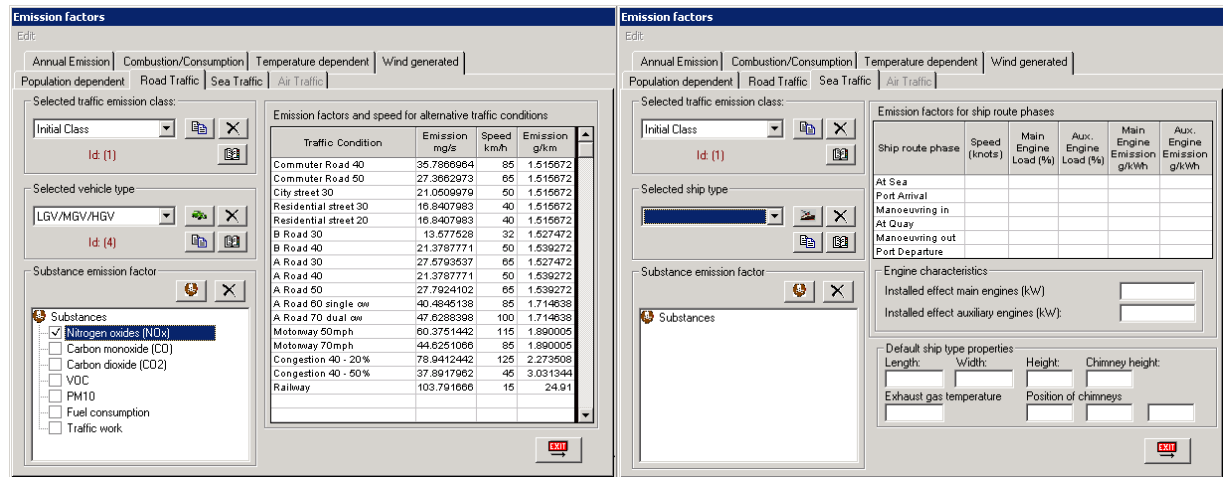 Emission factors
Edit
Annual Emission Combustion/Consumption Temperature dependent Wind generated
Population dependent Road Traffic Sea Traffic Air Traffic
Selected traffic emission class:
Initial Class
Id: (1)
Selected vehicle type
LGV/MGV/HGV
Id: (4)
Substance emission factor
Substances
Nitrogen oxides (NOx)
Carbon monoxide (CO)
Carbon dioxide (CO2)
VOC
PM10
Fuel consumption
Traffic work
Emission factors and speed for alternative traffic conditions
Traffic Condition Emission mg/s Speed km/h Emission g/km
Commuter Road 40 35.7866964 85 1.515672
Commuter Road 50 27.3662973 65 1.515672
City street 30 21.0509979 50 1.515672
Residential street 30 16.8407983 40 1.515672
Residential street 20 16.8407983 40 1.515672
B Road 30 13.577528 32 1.527472
B Road 40 21.3787771 50 1.539272
A Road 30 27.5793537 65 1.527472
A Road 40 21.3787771 50 1.539272
A Road 50 27.7924102 65 1.539272
A Road 60 single cw 40.4845138 85 1.714638
A Road 70 dual cw 47.6288398 100 1.714638
Motorway 50mph 60.3751442 115 1.890005
Motorway 70mph 44.6251066 85 1.890005
Congestion 40 - 20% 78.9412442 125 2.273508
Congestion 40 - 50% 37.8917962 45 3.031344
Railway 103.791666 15 24.91
EXIT
Emission factors
Edit
Annual Emission Combustion/Consumption Temperature dependent Wind generated
Population dependent Road Traffic Sea Traffic Air Traffic
Selected traffic emission class:
Initial Class
Id: (1)
Selected ship type
Substance emission factor
Substances
Emission factors for ship route phases
Ship route phase Speed (knots) Main Engine Load (%) Aux. Engine Load (%) Main Engine Emission g/kWh Aux. Engine Emission g/kWh
At Sea
Port Arrival
Manoeuvring in
At Quay
Manoeuvring out
Port Departure
Engine characteristics
Installed effect main engines (kW)
Installed effect auxiliary engines (kW):
Default ship type properties
Length: Width: Height: Chimney height:
Exhaust gas temperature Position of chimneys
EXIT